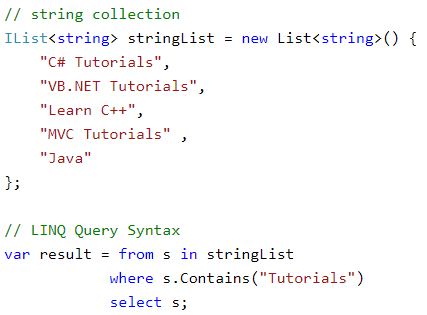 // string collection
IList<string> stringList = new List<string>() {
    "C# Tutorials",
    "VB.NET Tutorials",
    "Learn C++",
    "MVC Tutorials" ,
    "Java"
};

// LINQ Query Syntax
var result = from s in stringList
            where s.Contains("Tutorials")
            select s;